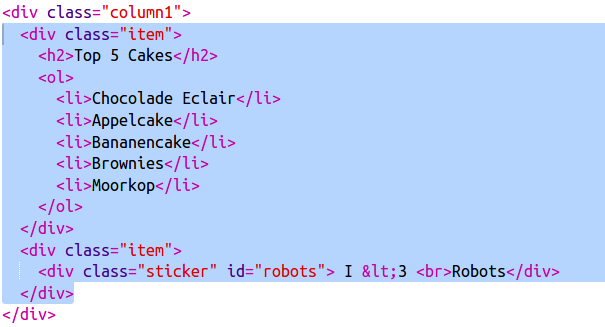 <div class="column1">
  <div class="item">
    <h2>Top 5 Cakes</h2>
    <ol>
      <li>Chocolade Eclair</li>
      <li>Appelcake</li>
      <li>Bananencake</li>
      <li>Brownies</li>
      <li>Moorkop</li>
    </ol>
  </div>
  <div class="item">
    <div class="sticker" id="robots"> I &lt;3 <br>Robots</div>
  </div>
</div>